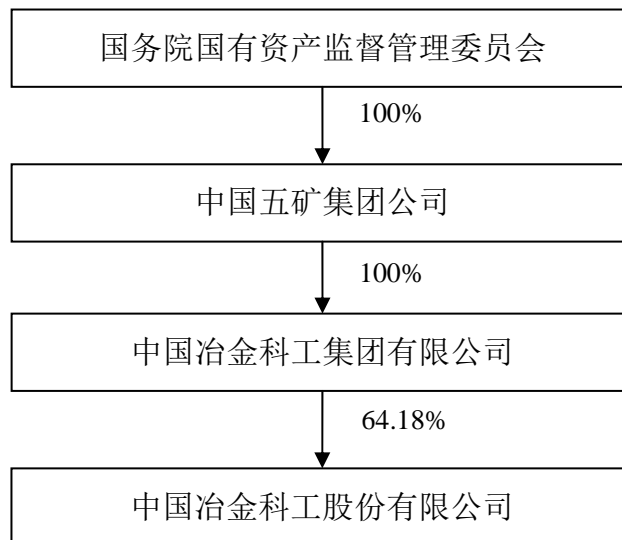 国务院国有资产监督管理委员会
100%
中国五矿集团公司
100%
中国冶金科工集团有限公司
64.18%
中国冶金科工股份有限公司